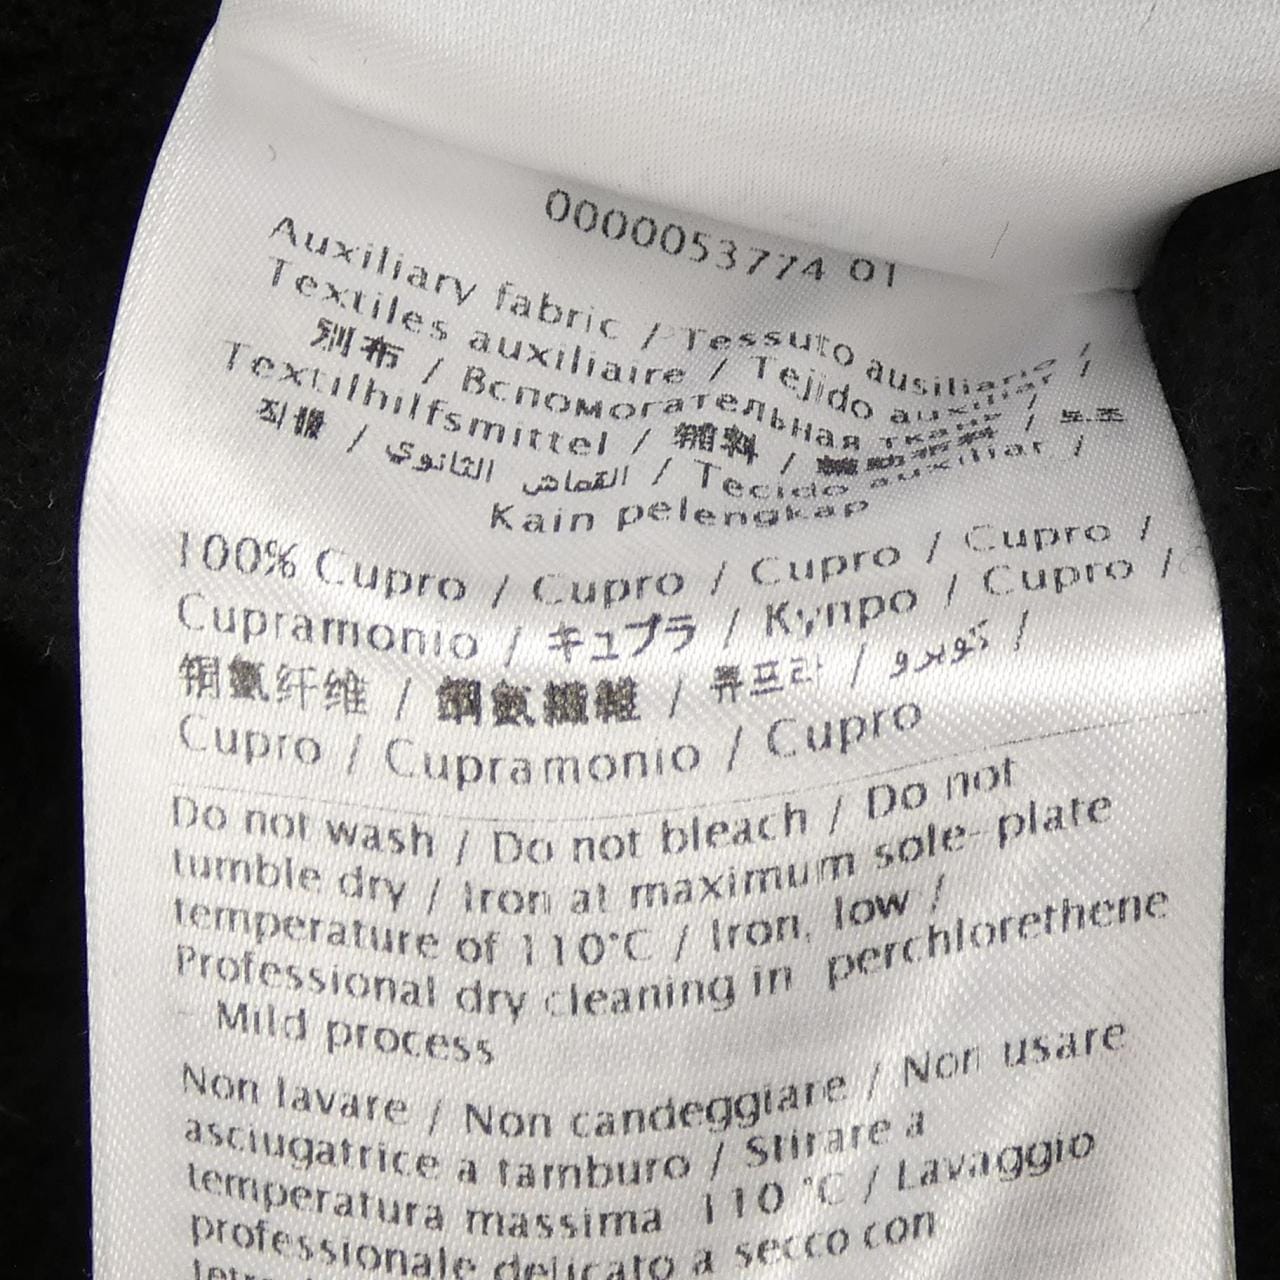 0000053774 01
Auxiliary fabric / Tessuto ausiliario /
Textiles auxiliaire / Tejido auxiliar /
別布 / Вспомогательная ткань /
Textilhilfsmittel / 辅料 /
직물 / القماش الثانوي / Tecido auxiliar /
Kain pelengkap
100% Cupro / Cupro / Cupro / Cupro /
Cupramonio / キュプラ / Купро / Cupro /
铜氨纤维 / 銅氨纖維 / 큐프라 / كوبرو /
Cupro / Cupramonio / Cupro
Do not wash / Do not bleach / Do not
tumble dry / Iron at maximum sole-plate
temperature of 110°C / Iron, low /
Professional dry cleaning in perchlorethene
- Mild process
Non lavare / Non candeggiare / Non usare
asciugatrice a tamburo / Stirare a
temperatura massima 110 °C / Lavaggio
professionale delicato a secco con